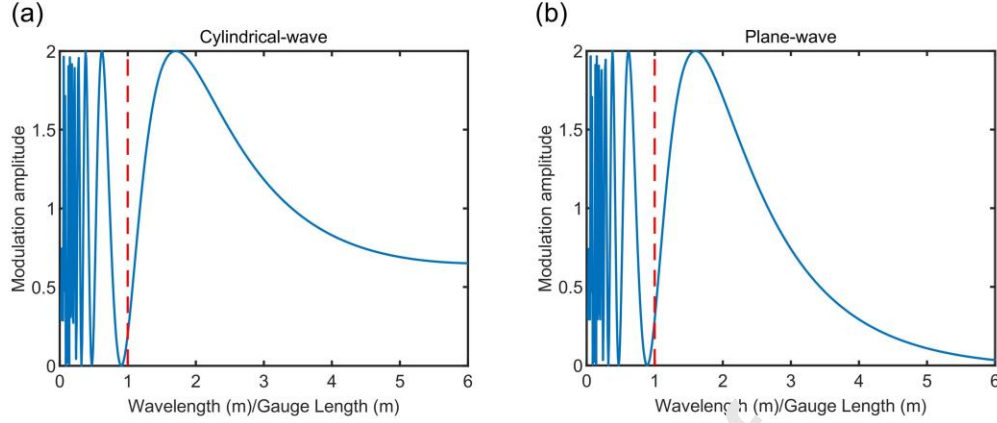 (a)
Cylindrical-wave
Modulation amplitude
2
1.5
1
0.5
0
0 1 2 3 4 5 6
Wavelength (m)/Gauge Length (m)
(b)
Plane-wave
Modulation amplitude
2
1.5
1
0.5
0
0 1 2 3 4 5 6
Wavelength (m)/Gauge Length (m)